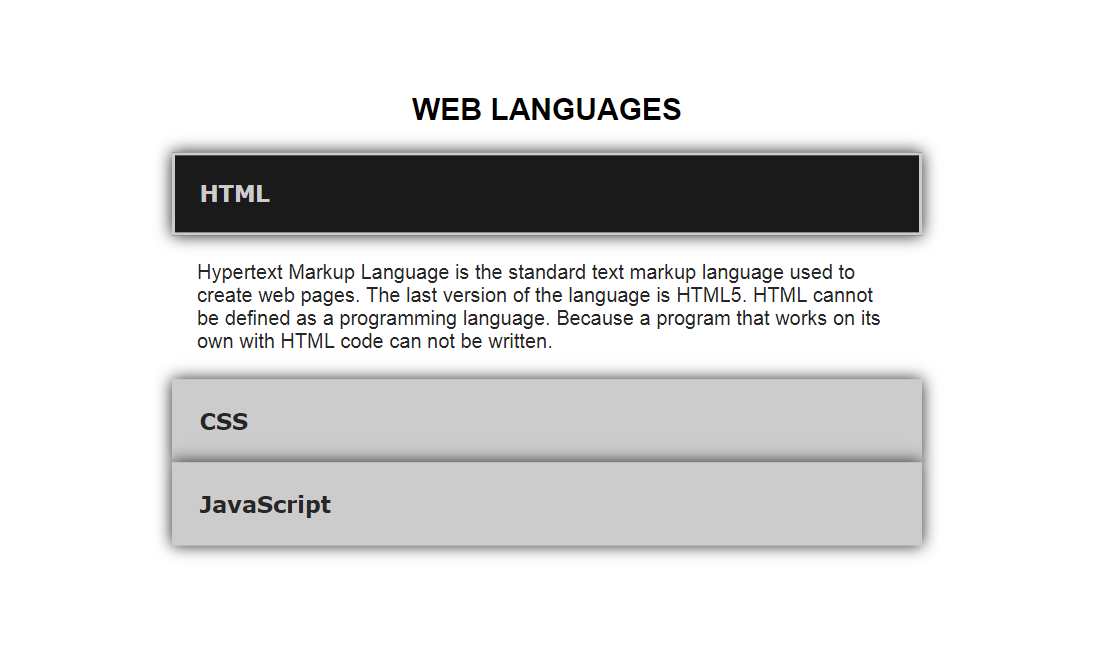 WEB LANGUAGES
HTML
Hypertext Markup Language is the standard text markup language used to
create web pages. The last version of the language is HTML5. HTML cannot
be defined as a programming language. Because a program that works on its
own with HTML code can not be written.
CSS
JavaScript